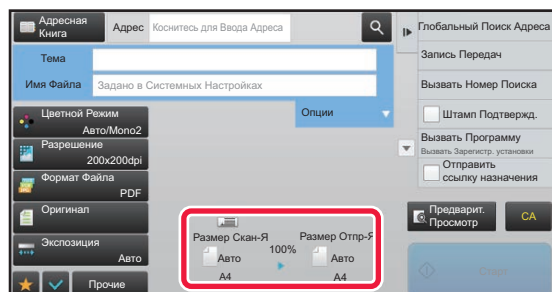 Адресная
Книга
Адрес
Коснитесь для Ввода Адреса
Тема
Имя Файла
Задано в Системных Настройках
Опции
Цветной Режим
Авто/Mono2
Разрешение
200x200dpi
Формат Файла
PDF
Оригинал
Экспозиция
Авто
Прочие
Размер Скан-Я
Авто
A4
100%
Размер Отпр-Я
Авто
A4
Глобальный Поиск Адреса
Запись Передач
Вызвать Номер Поиска
Штамп Подтвержд.
Вызвать Программу
Вызвать Зарегистр. установки
Отправить
ссылку назначения
Предварит.
Просмотр
CA
Старт